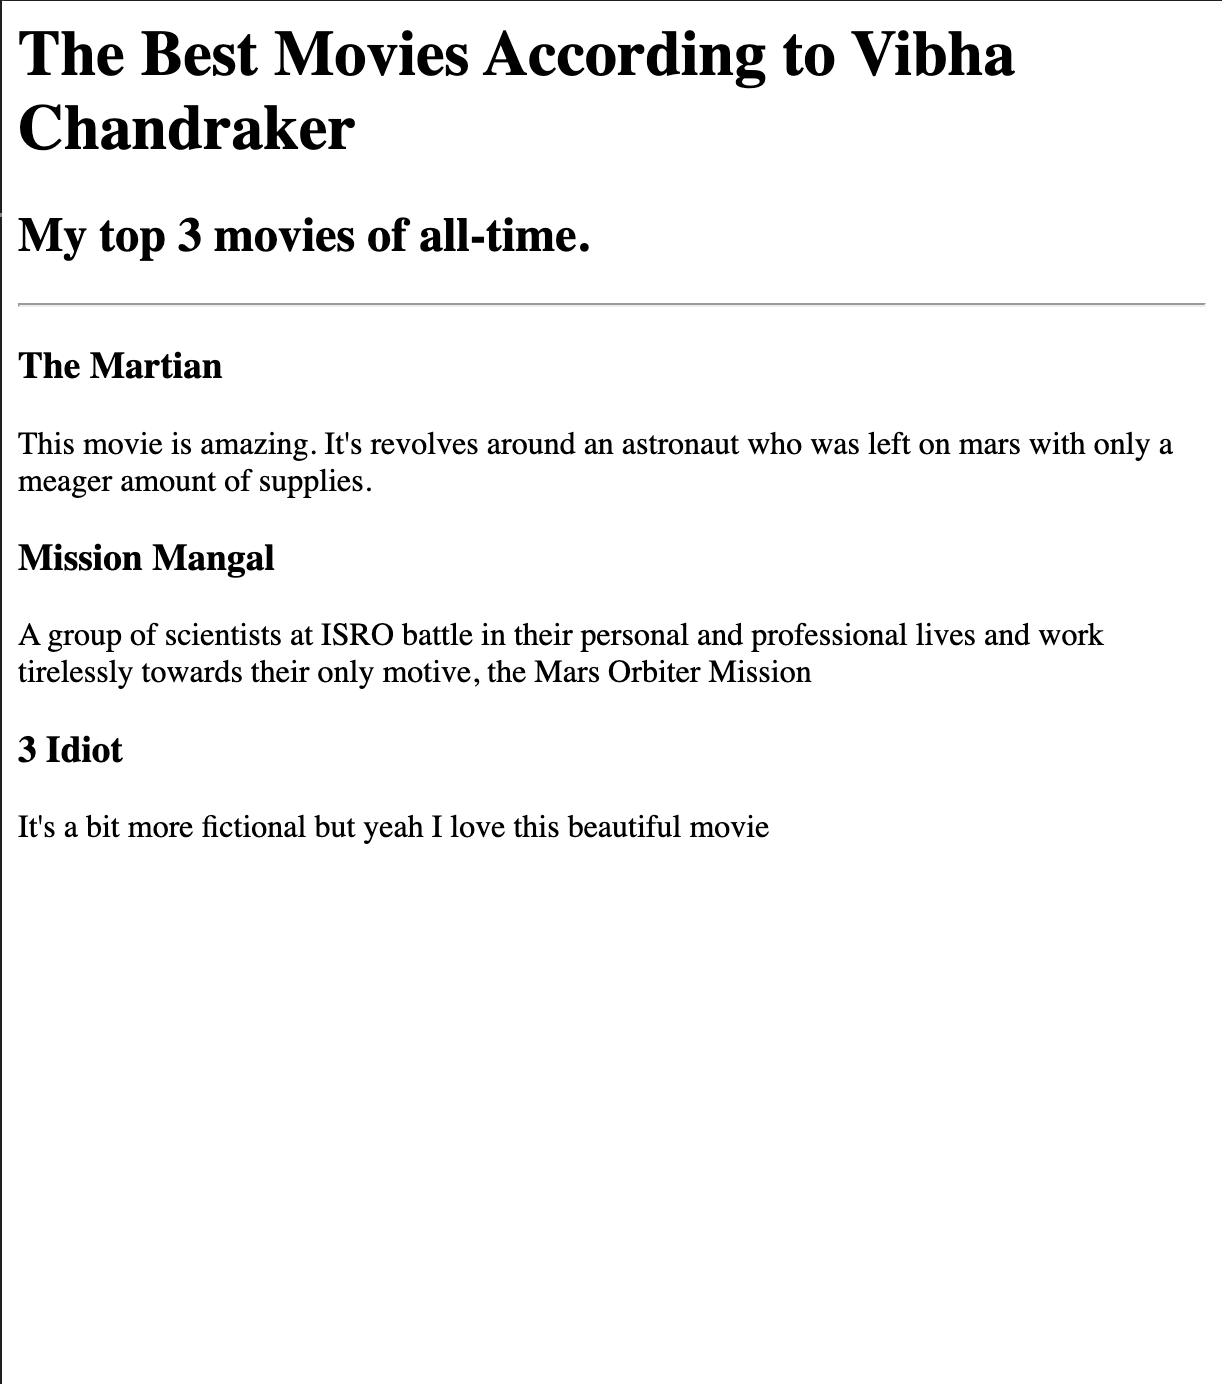 The Best Movies According to Vibha
Chandraker
My top 3 movies of all-time.
The Martian
This movie is amazing. It's revolves around an astronaut who was left on mars with only a
meager amount of supplies.
Mission Mangal
A group of scientists at ISRO battle in their personal and professional lives and work
tirelessly towards their only motive, the Mars Orbiter Mission
3 Idiot
It's a bit more fictional but yeah I love this beautiful movie